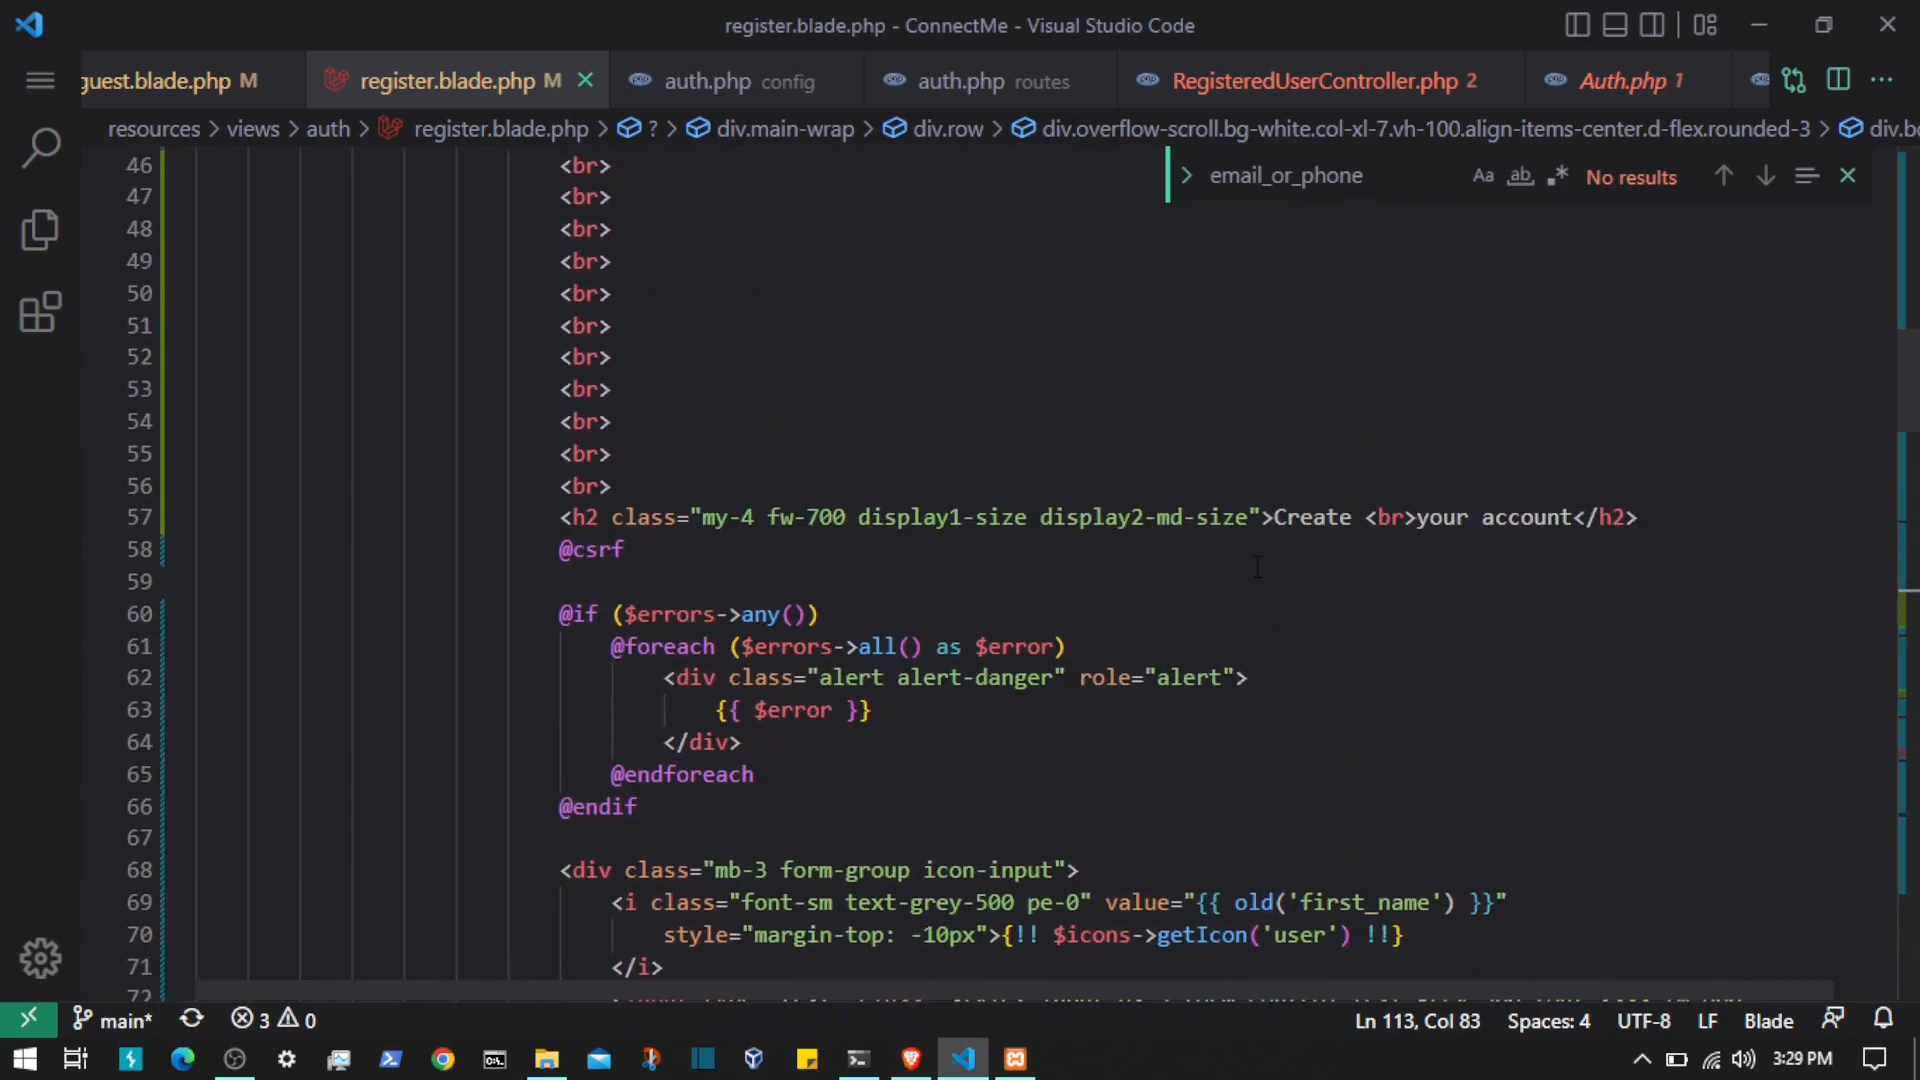 register.blade.php - ConnectMe - Visual Studio Code
guest.blade.php M
register.blade.php M
auth.php config
auth.php routes
RegisteredUserController.php 2
Auth.php 1
resources > views > auth > register.blade.php > ? > div.main-wrap > div.row > div.overflow-scroll.bg-white.col-xl-7.vh-100.align-items-center.d-flex.rounded-3 > div.bo
email_or_phone Aa ab .* No results
46 <br>
47 <br>
48 <br>
49 <br>
50 <br>
51 <br>
52 <br>
53 <br>
54 <br>
55 <br>
56 <br>
57 <h2 class="my-4 fw-700 display1-size display2-md-size">Create <br>your account</h2>
58 @csrf
59
60 @if ($errors->any())
61 @foreach ($errors->all() as $error)
62 <div class="alert alert-danger" role="alert">
63 {{ $error }}
64 </div>
65 @endforeach
66 @endif
67
68 <div class="mb-3 form-group icon-input">
69 <i class="font-sm text-grey-500 pe-0" value="{{ old('first_name') }}"
70 style="margin-top: -10px">{!! $icons->getIcon('user') !!}
71 </i>
72
main* 3 0 Ln 113, Col 83 Spaces: 4 UTF-8 LF Blade
3:29 PM